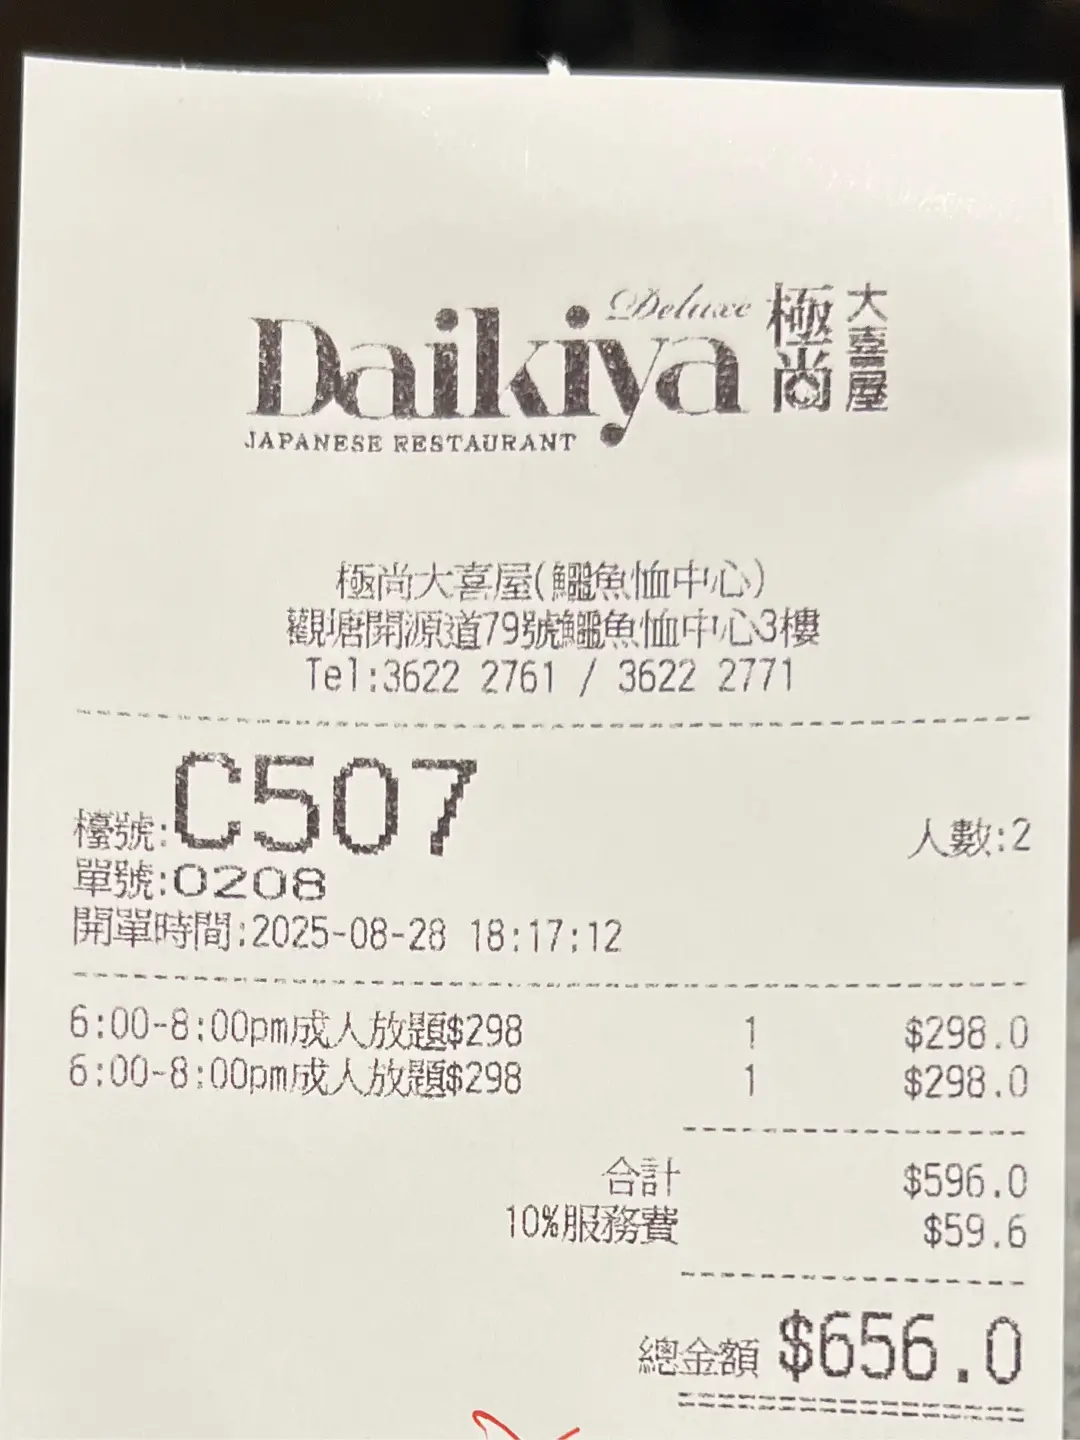 Deluxe
Daikiya
JAPANESE RESTAURANT
極尚
大喜屋
極尚大喜屋(鱷魚恤中心)
觀塘開源道79號鱷魚恤中心3樓
Tel:3622 2761 / 3622 2771
檯號:C507 人數:2
單號:0208
開單時間:2025-08-28 18:17:12
6:00-8:00pm成人放題$298 1 $298.0
6:00-8:00pm成人放題$298 1 $298.0
合計 $596.0
10%服務費 $59.6
總金額 $656.0